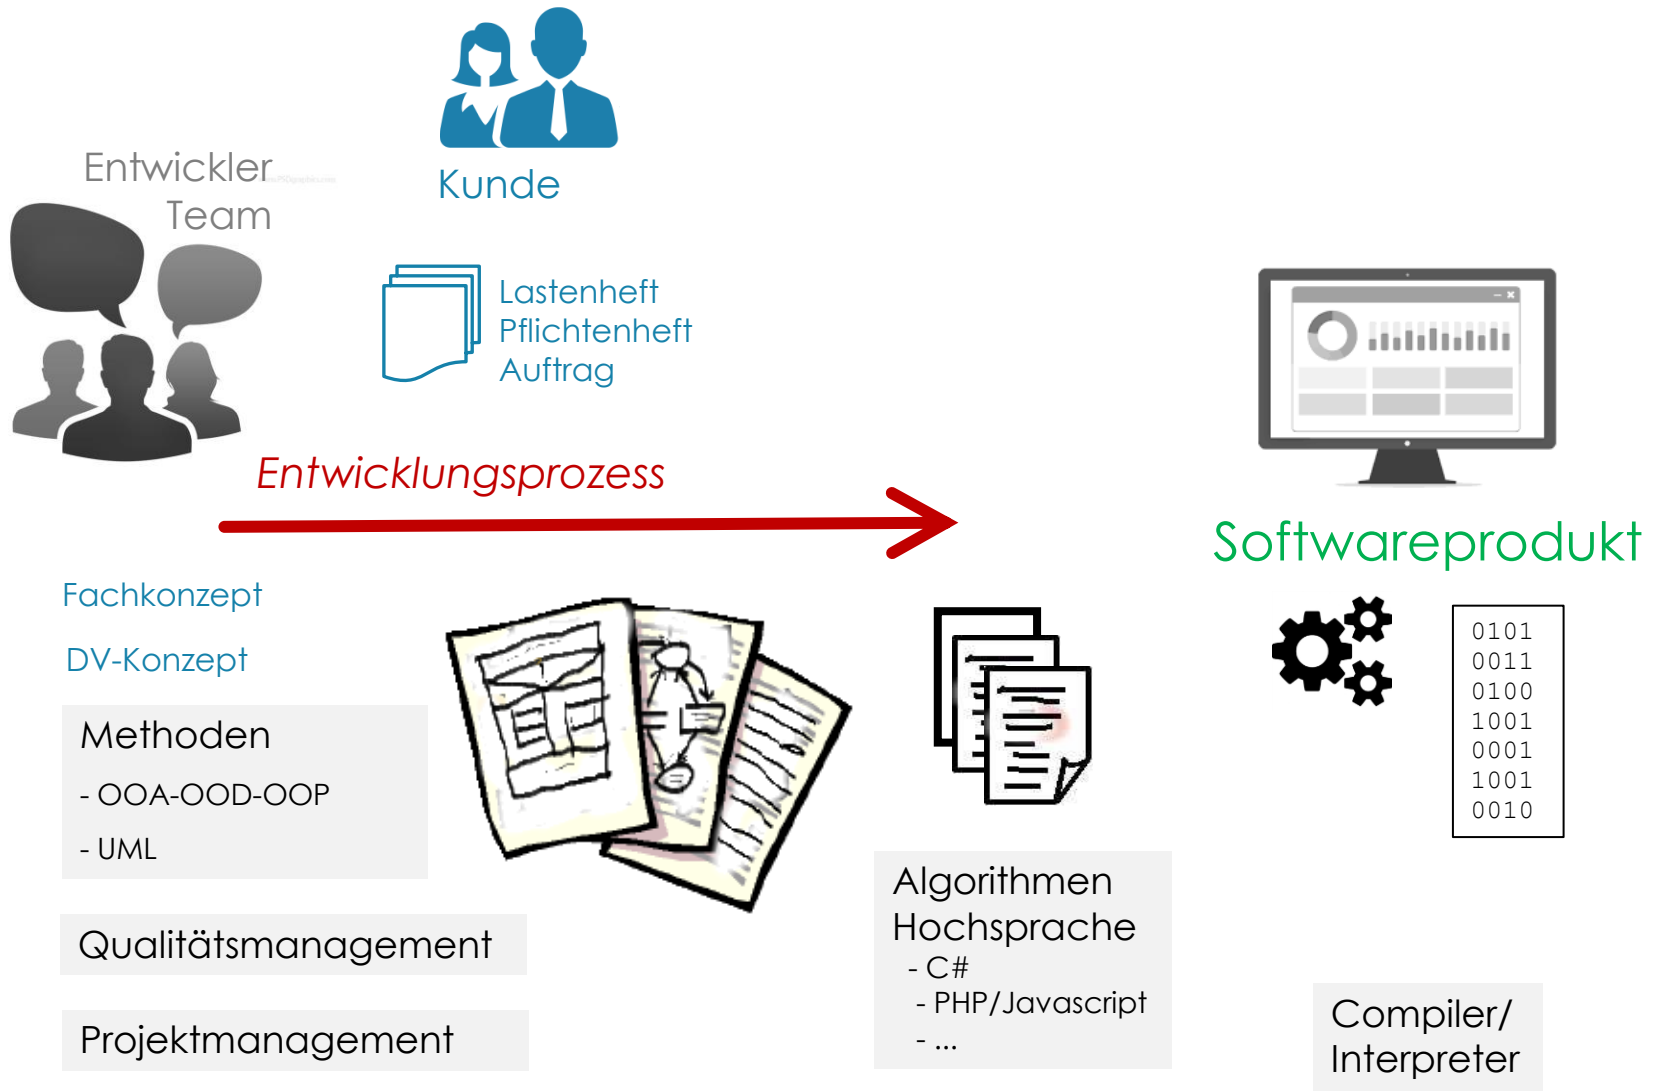 Entwickler
Team
Kunde
Lastenheft
Pflichtenheft
Auftrag
Entwicklungsprozess
Softwareprodukt
Fachkonzept
DV-Konzept
Methoden
- OOA-OOD-OOP
- UML
Qualitätsmanagement
Projektmanagement
Algorithmen
Hochsprache
- C#
- PHP/Javascript
- ...
0101
0011
0100
1001
0001
1001
0010
Compiler/
Interpreter